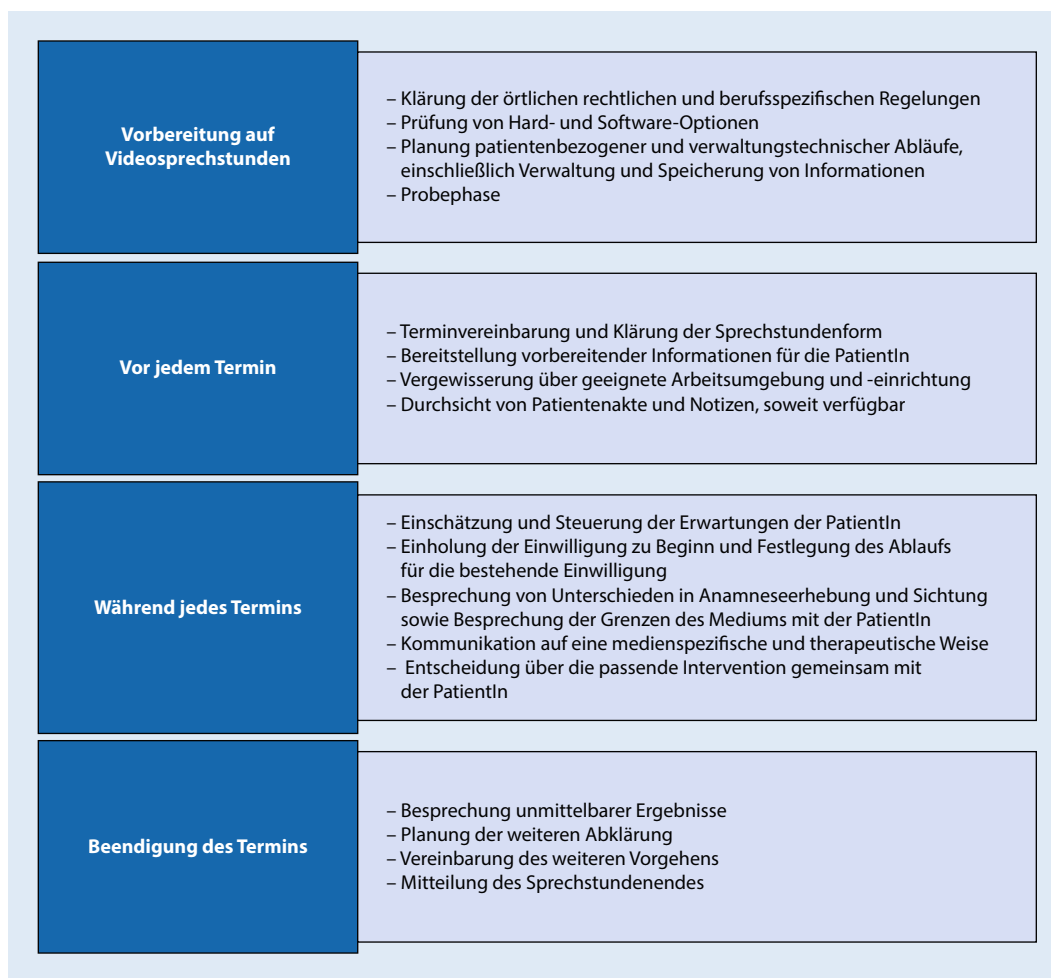 Vorbereitung auf
Videosprechstunden
– Klärung der örtlichen rechtlichen und berufsspezifischen Regelungen
– Prüfung von Hard- und Software-Optionen
– Planung patientenbezogener und verwaltungstechnischer Abläufe,
einschließlich Verwaltung und Speicherung von Informationen
– Probephase
Vor jedem Termin
– Terminvereinbarung und Klärung der Sprechstundenform
– Bereitstellung vorbereitender Informationen für die PatientIn
– Vergewisserung über geeignete Arbeitsumgebung und -einrichtung
– Durchsicht von Patientenakte und Notizen, soweit verfügbar
Während jedes Termins
– Einschätzung und Steuerung der Erwartungen der PatientIn
– Einholung der Einwilligung zu Beginn und Festlegung des Ablaufs
für die bestehende Einwilligung
– Besprechung von Unterschieden in Anamneseerhebung und Sichtung
sowie Besprechung der Grenzen des Mediums mit der PatientIn
– Kommunikation auf eine medienspezifische und therapeutische Weise
– Entscheidung über die passende Intervention gemeinsam mit
der PatientIn
Beendigung des Termins
– Besprechung unmittelbarer Ergebnisse
– Planung der weiteren Abklärung
– Vereinbarung des weiteren Vorgehens
– Mitteilung des Sprechstundenendes